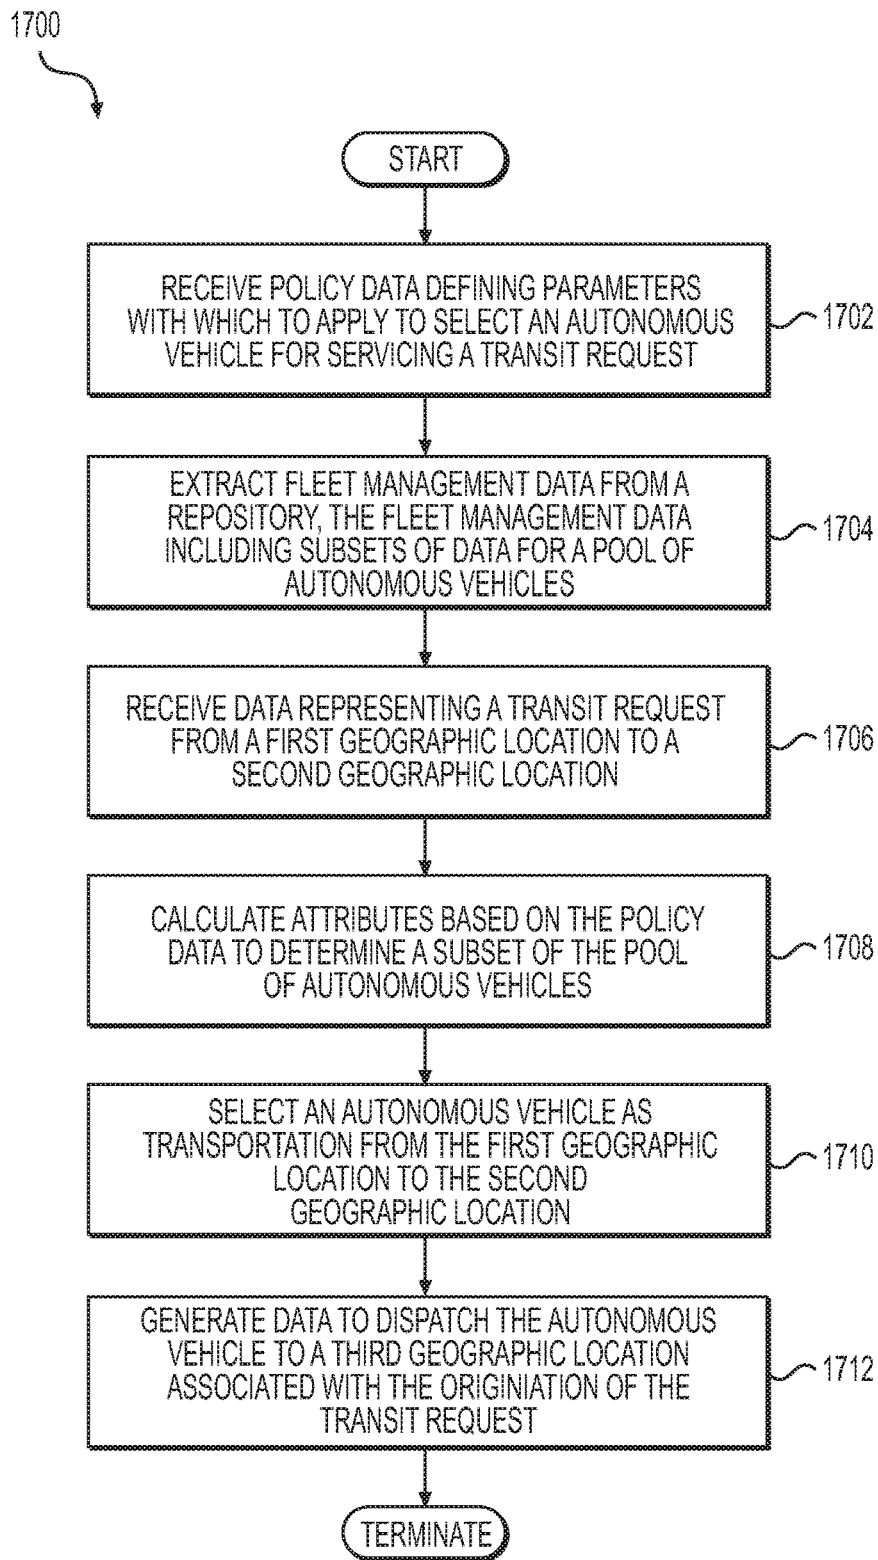 1700
START
RECEIVE POLICY DATA DEFINING PARAMETERS
WITH WHICH TO APPLY TO SELECT AN AUTONOMOUS
VEHICLE FOR SERVICING A TRANSIT REQUEST
1702
EXTRACT FLEET MANAGEMENT DATA FROM A
REPOSITORY, THE FLEET MANAGEMENT DATA
INCLUDING SUBSETS OF DATA FOR A POOL OF
AUTONOMOUS VEHICLES
1704
RECEIVE DATA REPRESENTING A TRANSIT REQUEST
FROM A FIRST GEOGRAPHIC LOCATION TO A
SECOND GEOGRAPHIC LOCATION
1706
CALCULATE ATTRIBUTES BASED ON THE POLICY
DATA TO DETERMINE A SUBSET OF THE POOL
OF AUTONOMOUS VEHICLES
1708
SELECT AN AUTONOMOUS VEHICLE AS
TRANSPORTATION FROM THE FIRST GEOGRAPHIC
LOCATION TO THE SECOND
GEOGRAPHIC LOCATION
1710
GENERATE DATA TO DISPATCH THE AUTONOMOUS
VEHICLE TO A THIRD GEOGRAPHIC LOCATION
ASSOCIATED WITH THE ORIGINIATION OF THE
TRANSIT REQUEST
1712
TERMINATE